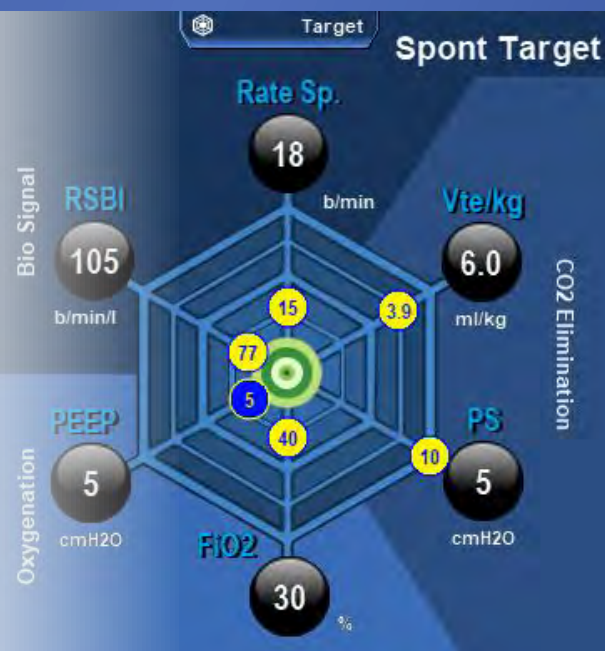 Target
Spont Target
Rate Sp.
18
b/min
RSBI
105
b/min/l
Vte/kg
6.0
ml/kg
Bio Signal
CO2 Elimination
15
3.9
77
5
40
10
PEEP
5
cmH2O
PS
5
cmH2O
Oxygenation
FiO2
30
%